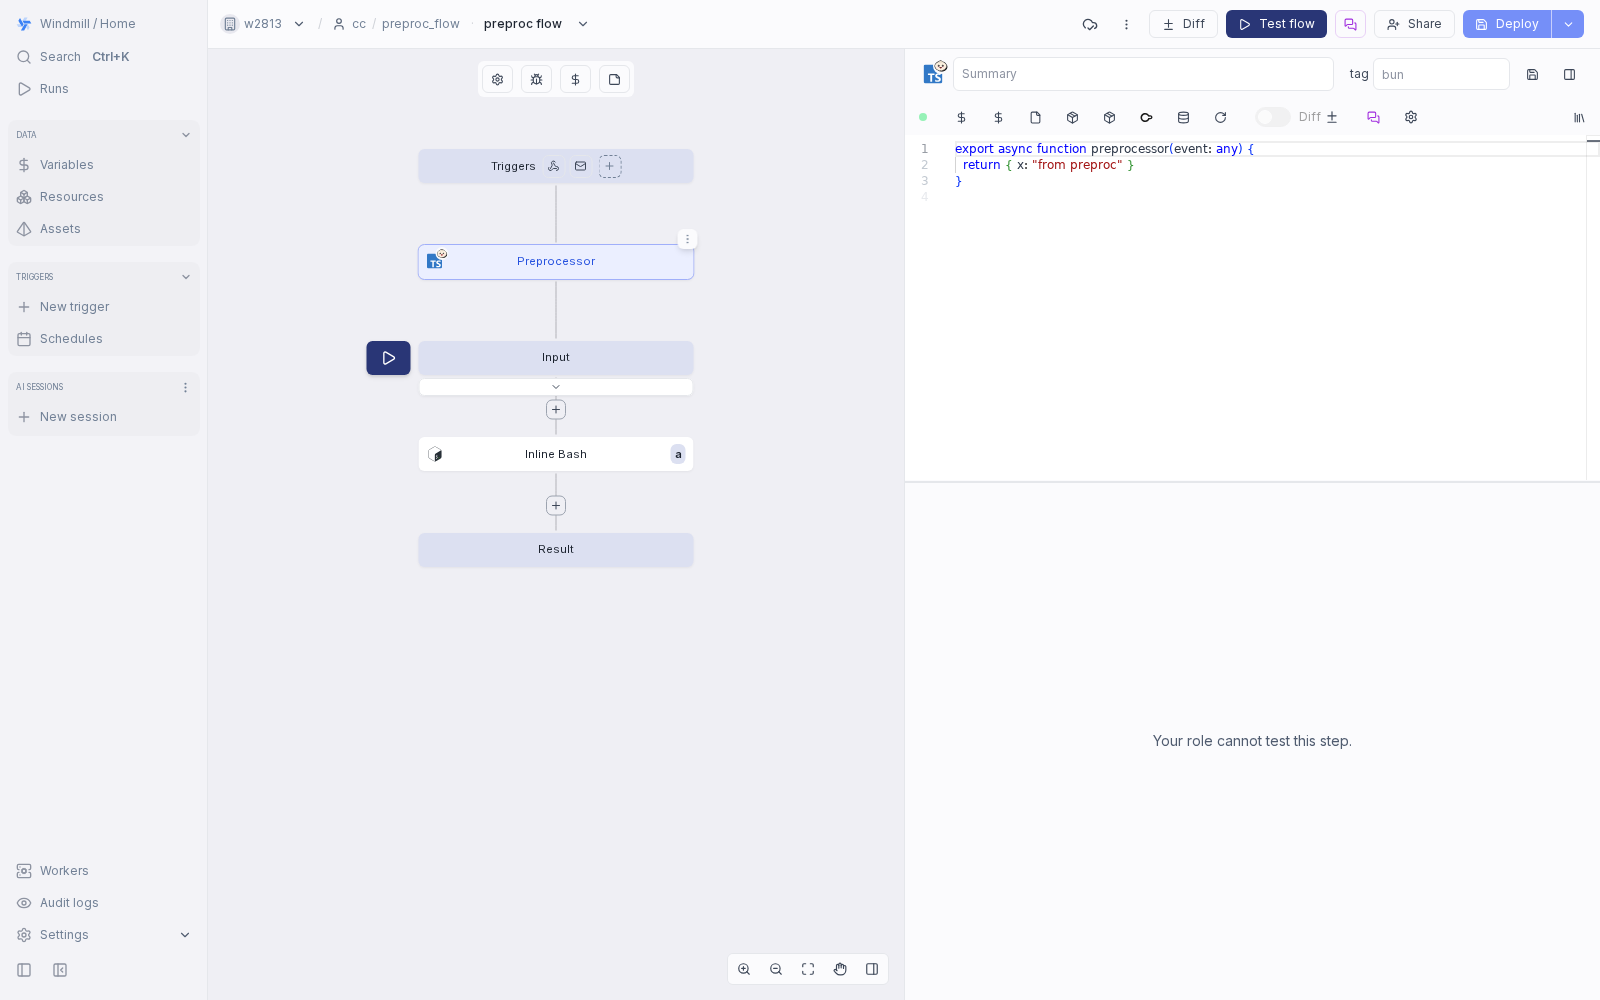 Windmill / Home
Search Ctrl+K
Runs
DATA
Variables
Resources
Assets
TRIGGERS
New trigger
Schedules
AI SESSIONS
New session
Workers
Audit logs
Settings
w2813 / cc / preproc_flow · preproc flow
Diff
Test flow
Share
Deploy
Triggers
TS Preprocessor
Input
Inline Bash a
Result
TS Summary tag bun
Diff
1 export async function preprocessor(event: any) {
2 return { x: "from preproc" }
3 }
4
Your role cannot test this step.